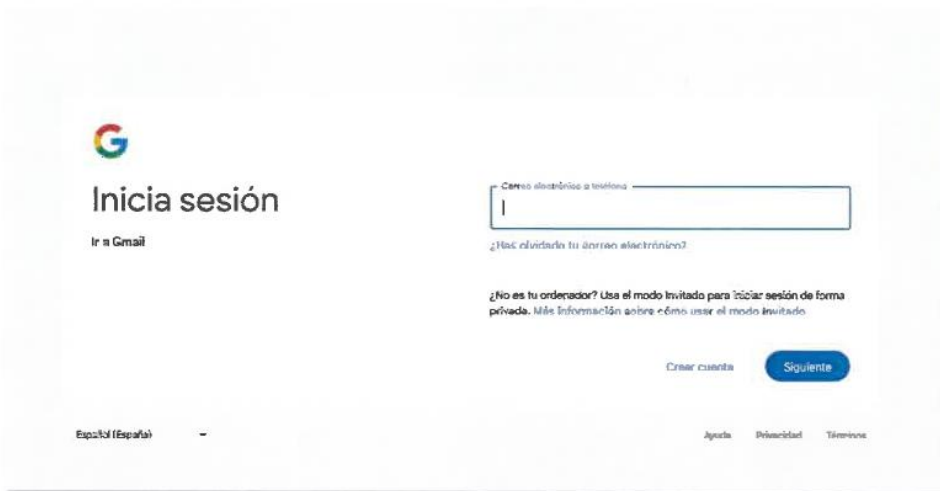 Inicia sesión
Ir a Gmail
Correo electrónico o teléfono
¿Has olvidado tu correo electrónico?
¿No es tu ordenador? Usa el modo Invitado para iniciar sesión de forma
privada. Más información sobre cómo usar el modo Invitado
Crear cuenta
Siguiente
Español (España)
Ayuda
Privacidad
Términos